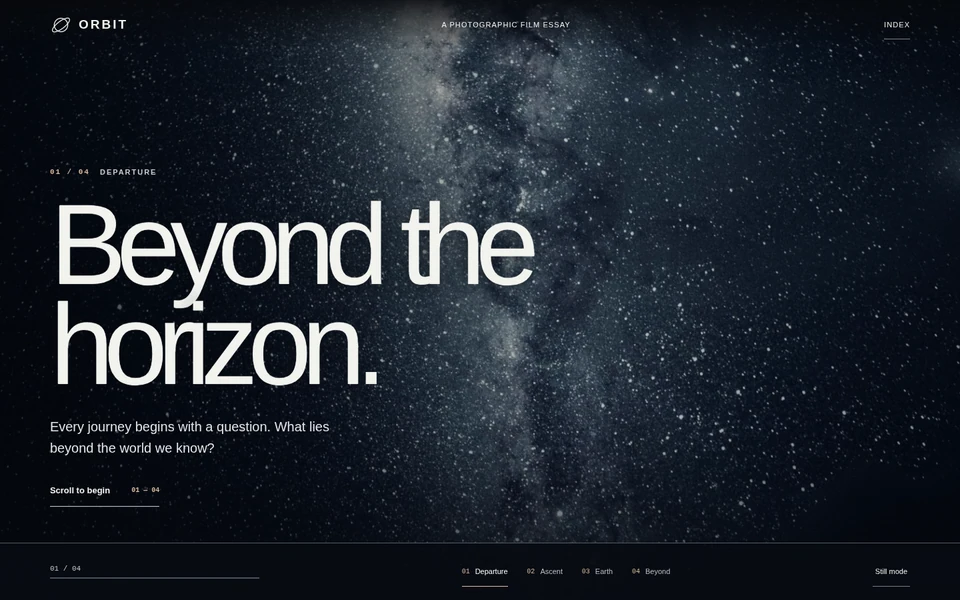 ORBIT
A PHOTOGRAPHIC FILM ESSAY
INDEX
01 / 04 DEPARTURE
Beyond the
horizon.
Every journey begins with a question. What lies
beyond the world we know?
Scroll to begin 01 — 04
01 / 04
01 Departure 02 Ascent 03 Earth 04 Beyond
Still mode